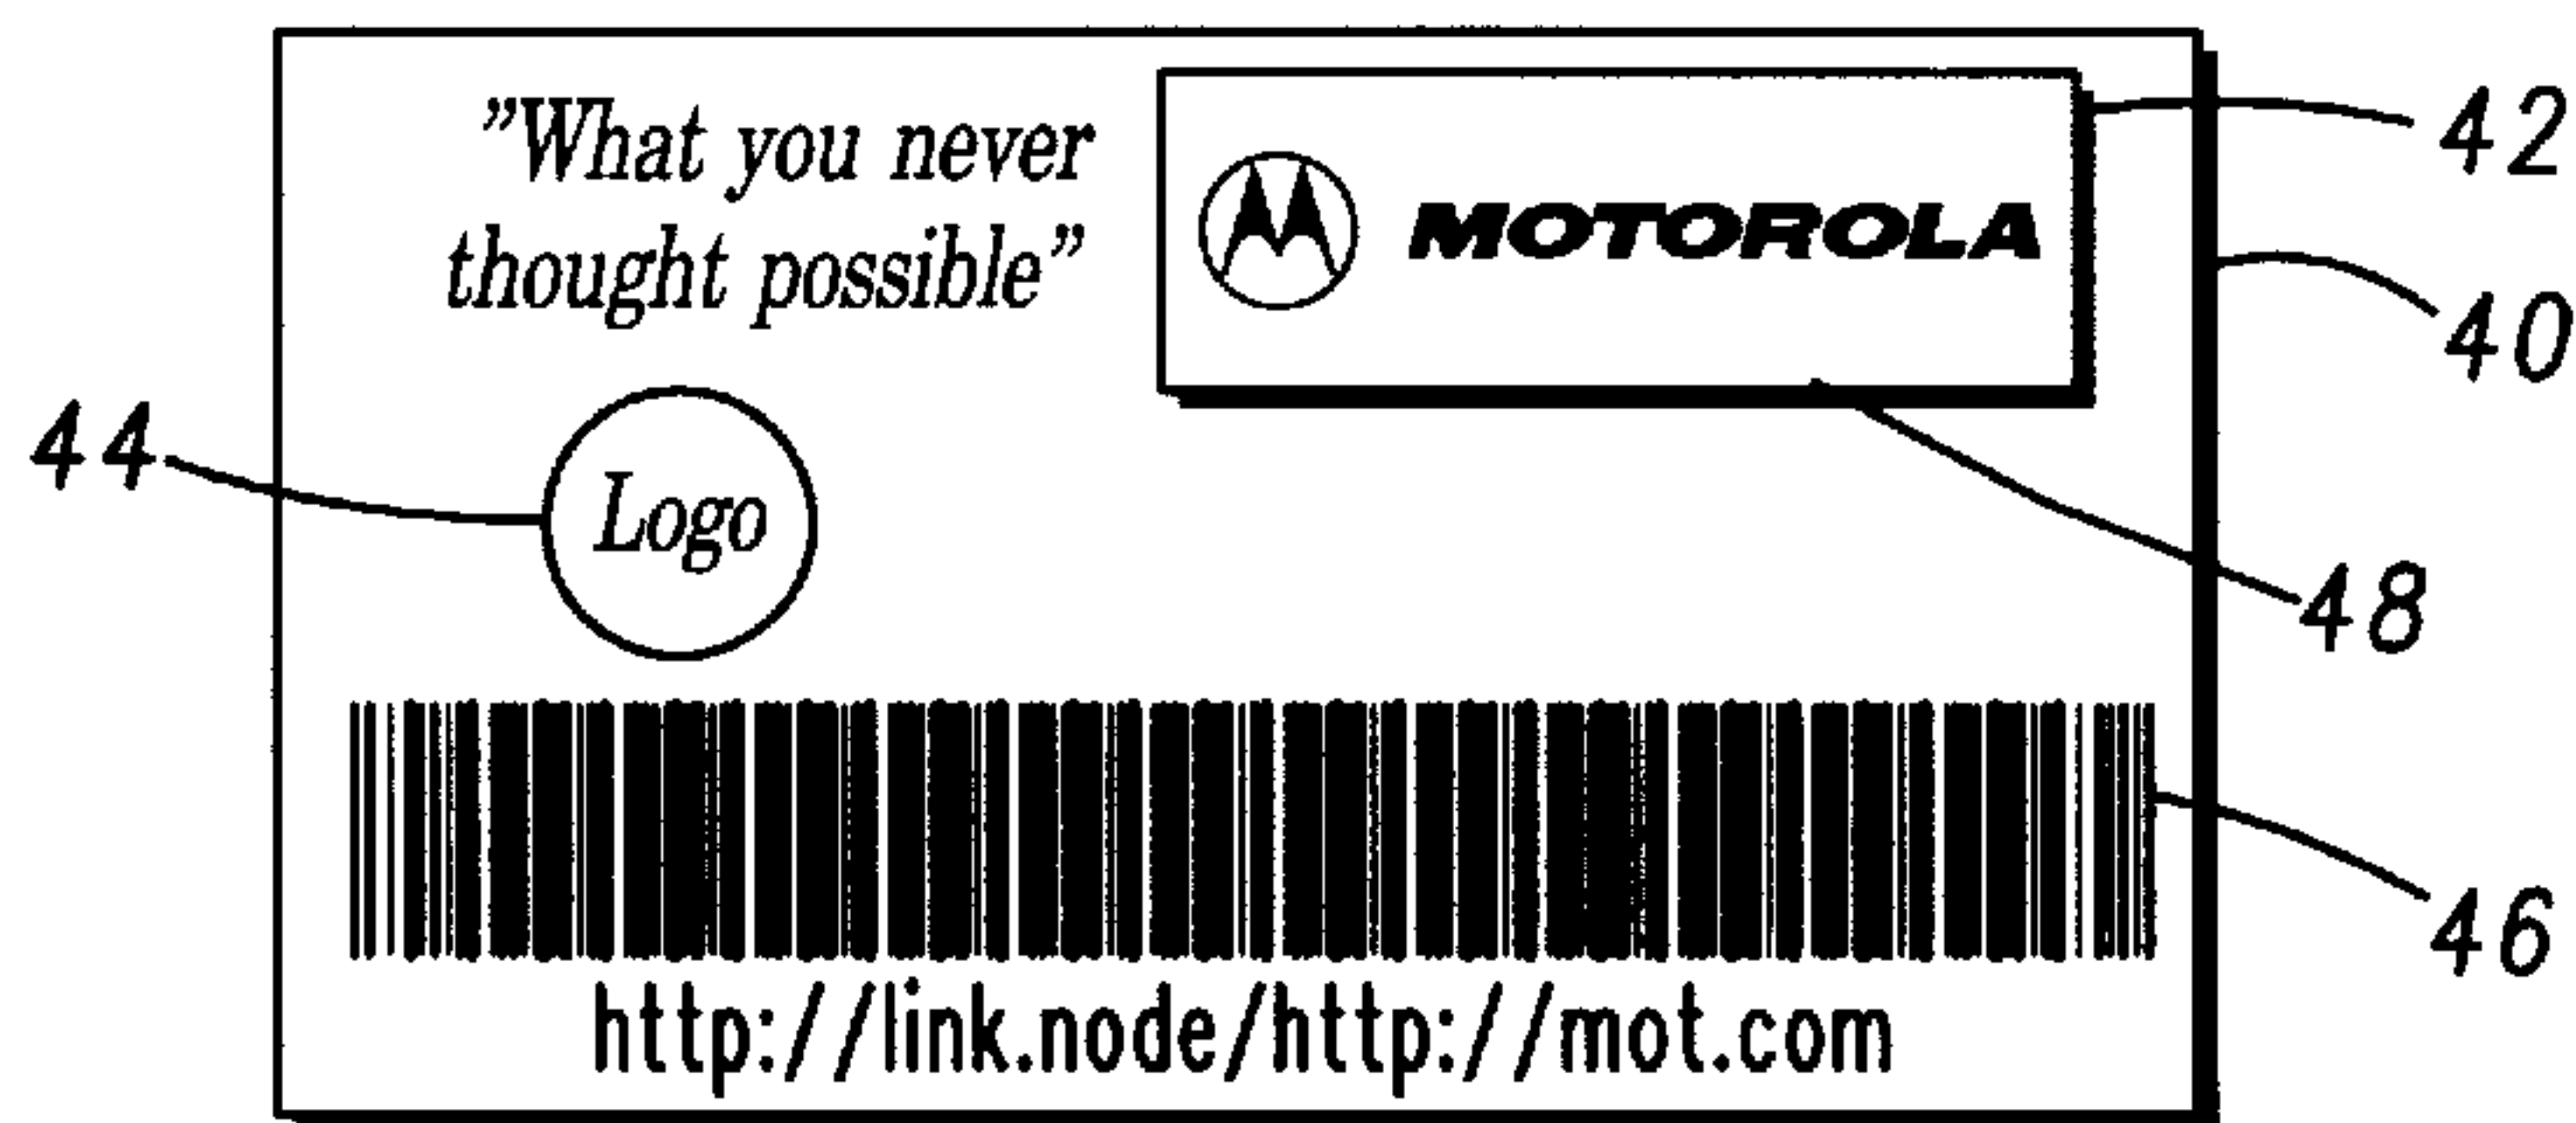 ”What you never
thought possible”
MOTOROLA
42
40
44
Logo
48
46
http://link.node/http://mot.com